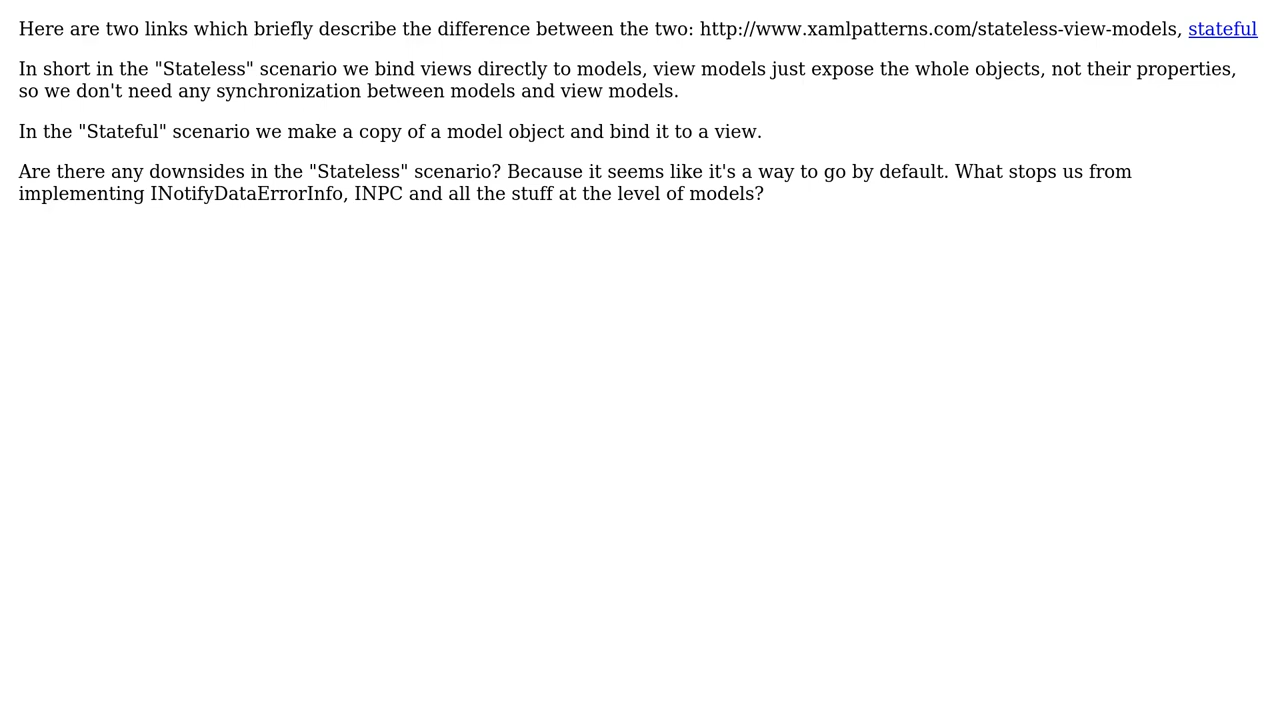 Here are two links which briefly describe the difference between the two: http://www.xamlpatterns.com/stateless-view-models, stateful
In short in the "Stateless" scenario we bind views directly to models, view models just expose the whole objects, not their properties,
so we don't need any synchronization between models and view models.
In the "Stateful" scenario we make a copy of a model object and bind it to a view.
Are there any downsides in the "Stateless" scenario? Because it seems like it's a way to go by default. What stops us from
implementing INotifyDataErrorInfo, INPC and all the stuff at the level of models?